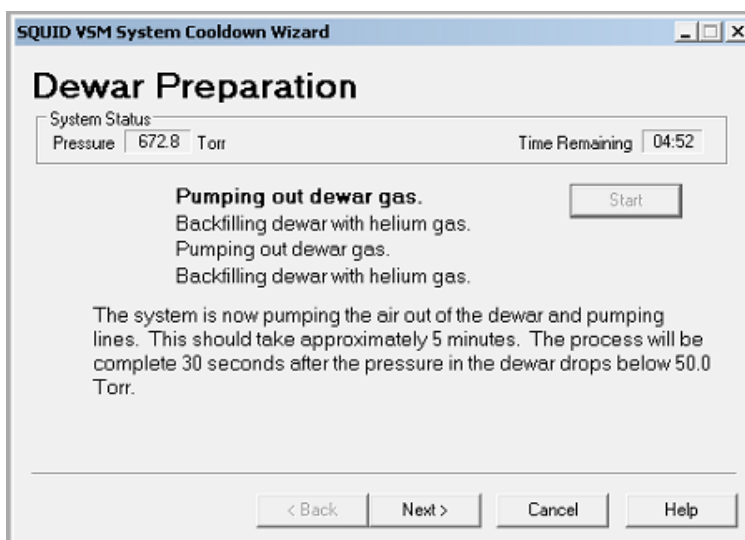 SQUID VSM System Cooldown Wizard
Dewar Preparation
System Status
Pressure 672.8 Torr Time Remaining 04:52
Pumping out dewar gas. Start
Backfilling dewar with helium gas.
Pumping out dewar gas.
Backfilling dewar with helium gas.
The system is now pumping the air out of the dewar and pumping
lines. This should take approximately 5 minutes. The process will be
complete 30 seconds after the pressure in the dewar drops below 50.0
Torr.
< Back Next > Cancel Help